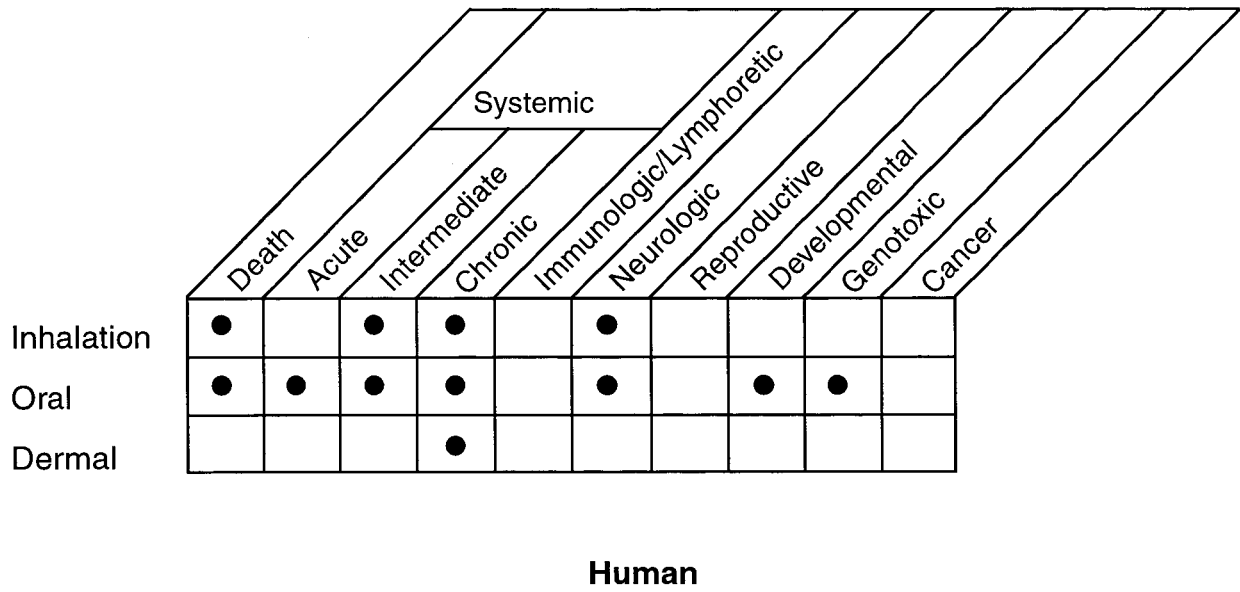 Systemic
Death
Acute
Intermediate
Chronic
Immunologic/Lymphoretic
Neurologic
Reproductive
Developmental
Genotoxic
Cancer
Inhalation
Oral
Dermal
Human